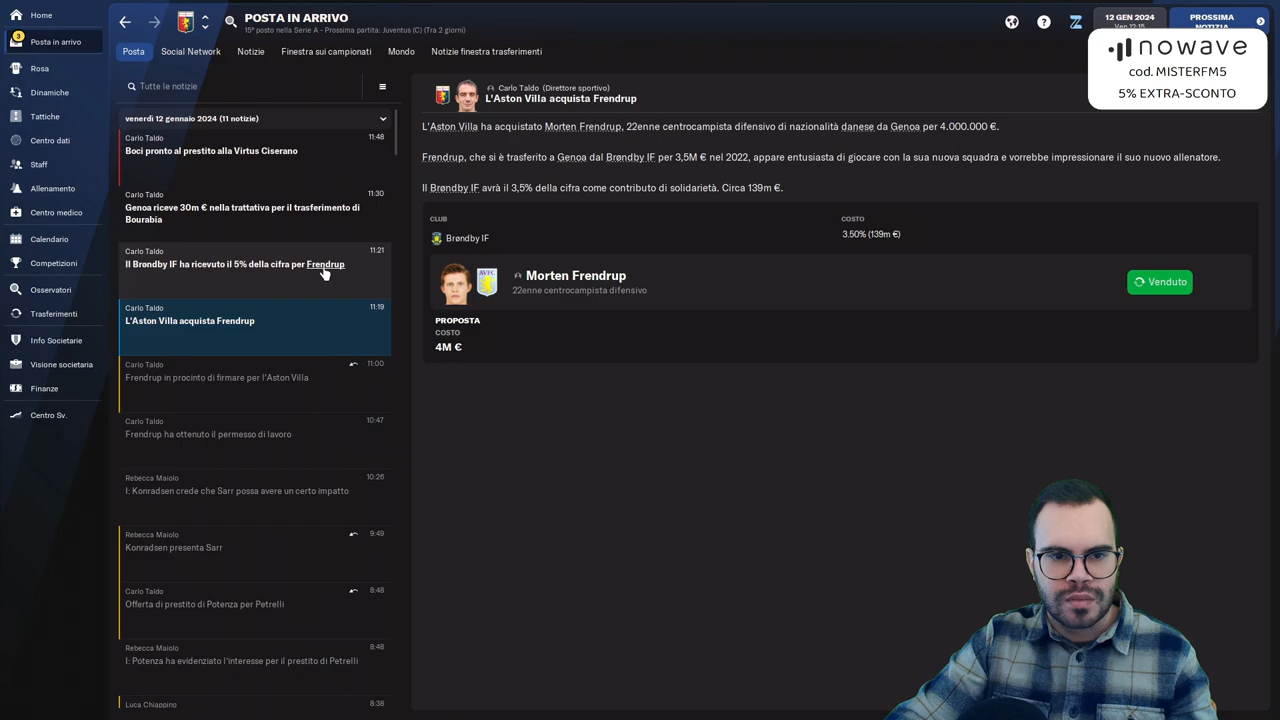 Home
3
Posta in arrivo
Rosa
Dinamiche
Tattiche
Centro dati
Staff
Allenamento
Centro medico
Calendario
Competizioni
Osservatori
Trasferimenti
Info Societarie
Visione societaria
Finanze
Centro Sv.
POSTA IN ARRIVO
15º posto nella Serie A - Prossima partita: Juventus (C) (Tra 2 giorni)
12 GEN 2024
PROSSIMA
Posta
Social Network
Notizie
Finestra sui campionati
Mondo
Notizie finestra trasferimenti
nowave
cod. MISTERFM5
5% EXTRA-SCONTO
Tutte le notizie
venerdì 12 gennaio 2024 (11 notizie)
Carlo Taldo 11:48
Boci pronto al prestito alla Virtus Ciserano
Carlo Taldo 11:30
Genoa riceve 30m € nella trattativa per il trasferimento di
Bourabia
Carlo Taldo 11:21
Il Brøndby IF ha ricevuto il 5% della cifra per Frendrup
Carlo Taldo 11:19
L'Aston Villa acquista Frendrup
Carlo Taldo 11:00
Frendrup in procinto di firmare per l'Aston Villa
Carlo Taldo 10:47
Frendrup ha ottenuto il permesso di lavoro
Rebecca Maiolo 10:26
I: Konradsen crede che Sarr possa avere un certo impatto
Rebecca Maiolo 9:49
Konradsen presenta Sarr
Carlo Taldo 8:48
Offerta di prestito di Potenza per Petrelli
Rebecca Maiolo 8:48
I: Potenza ha evidenziato l'interesse per il prestito di Petrelli
Luca Chiappino 8:38
Carlo Taldo (Direttore sportivo)
L'Aston Villa acquista Frendrup
L'Aston Villa ha acquistato Morten Frendrup, 22enne centrocampista difensivo di nazionalità danese da Genoa per 4.000.000 €.
Frendrup, che si è trasferito a Genoa dal Brøndby IF per 3,5M € nel 2022, appare entusiasta di giocare con la sua nuova squadra e vorrebbe impressionare il suo nuovo allenatore.
Il Brøndby IF avrà il 3,5% della cifra come contributo di solidarietà. Circa 139m €.
CLUB
COSTO
Brøndby IF
3.50% (139m €)
AVFC
Morten Frendrup
22enne centrocampista difensivo
Venduto
PROPOSTA
COSTO
4M €